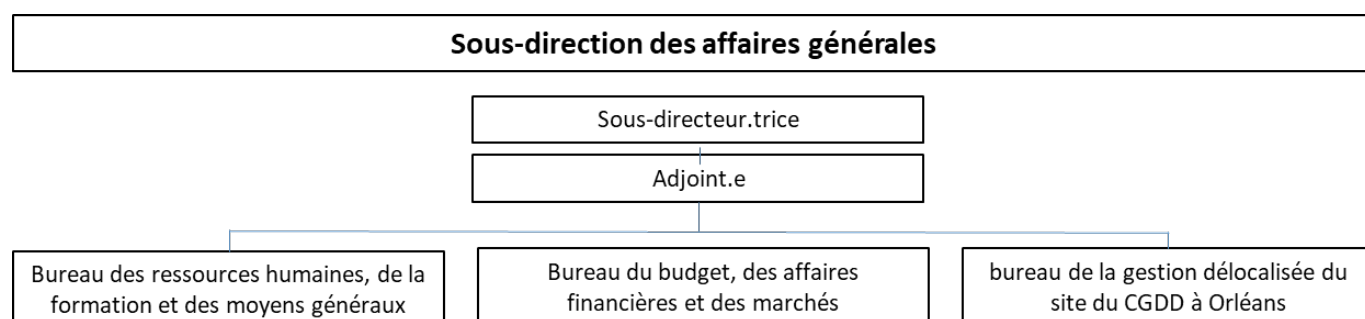 Sous-direction des affaires générales
Sous-directeur.trice
Adjoint.e
Bureau des ressources humaines, de la
formation et des moyens généraux
Bureau du budget, des affaires
financières et des marchés
bureau de la gestion délocalisée du
site du CGDD à Orléans